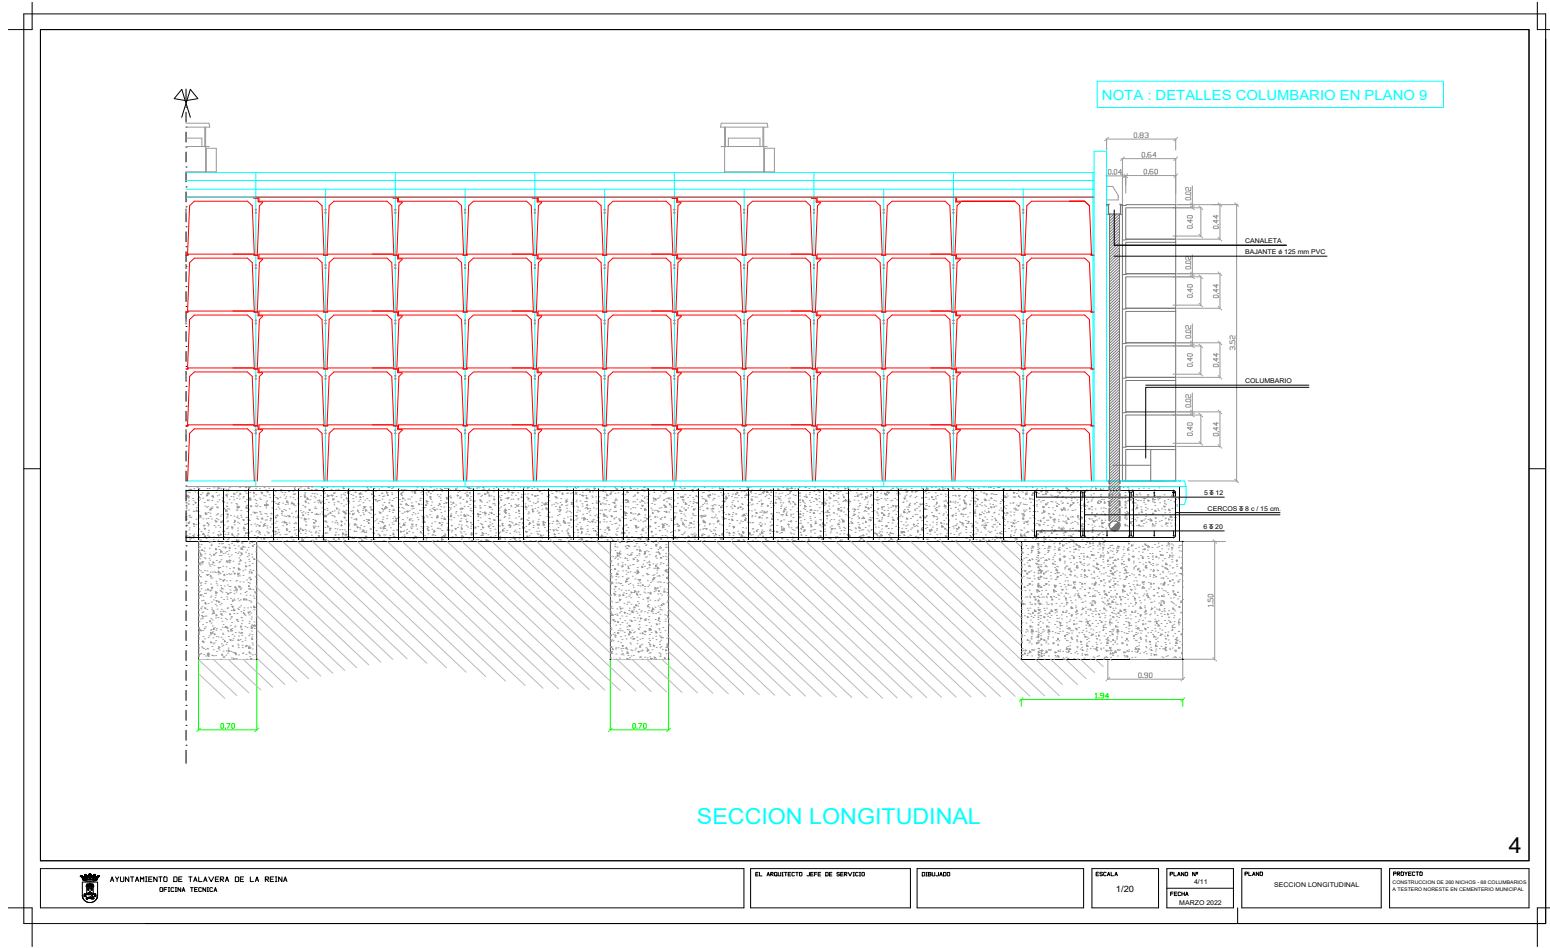 NOTA : DETALLES COLUMBARIO EN PLANO 9
0.83
0.64
0.04
0.60
0.02
0.40
0.44
CANALETA
BAJANTE ø 125 mm PVC
0.02
0.40
0.44
3.52
0.02
0.40
0.44
COLUMBARIO
0.02
0.40
0.44
5 Ø 12
CERCOS Ø 8 c / 15 cm.
6 Ø 20
1.50
0.90
1.94
0.70
0.70
SECCION LONGITUDINAL
4
AYUNTAMIENTO DE TALAVERA DE LA REINA
OFICINA TECNICA
EL ARQUITECTO JEFE DE SERVICIO
DIBUJADO
ESCALA
1/20
PLANO Nº
4/11
FECHA
MARZO 2022
PLANO
SECCION LONGITUDINAL
PROYECTO
CONSTRUCCION DE 260 NICHOS - 88 COLUMBARIOS
A TESTERO NORESTE EN CEMENTERIO MUNICIPAL